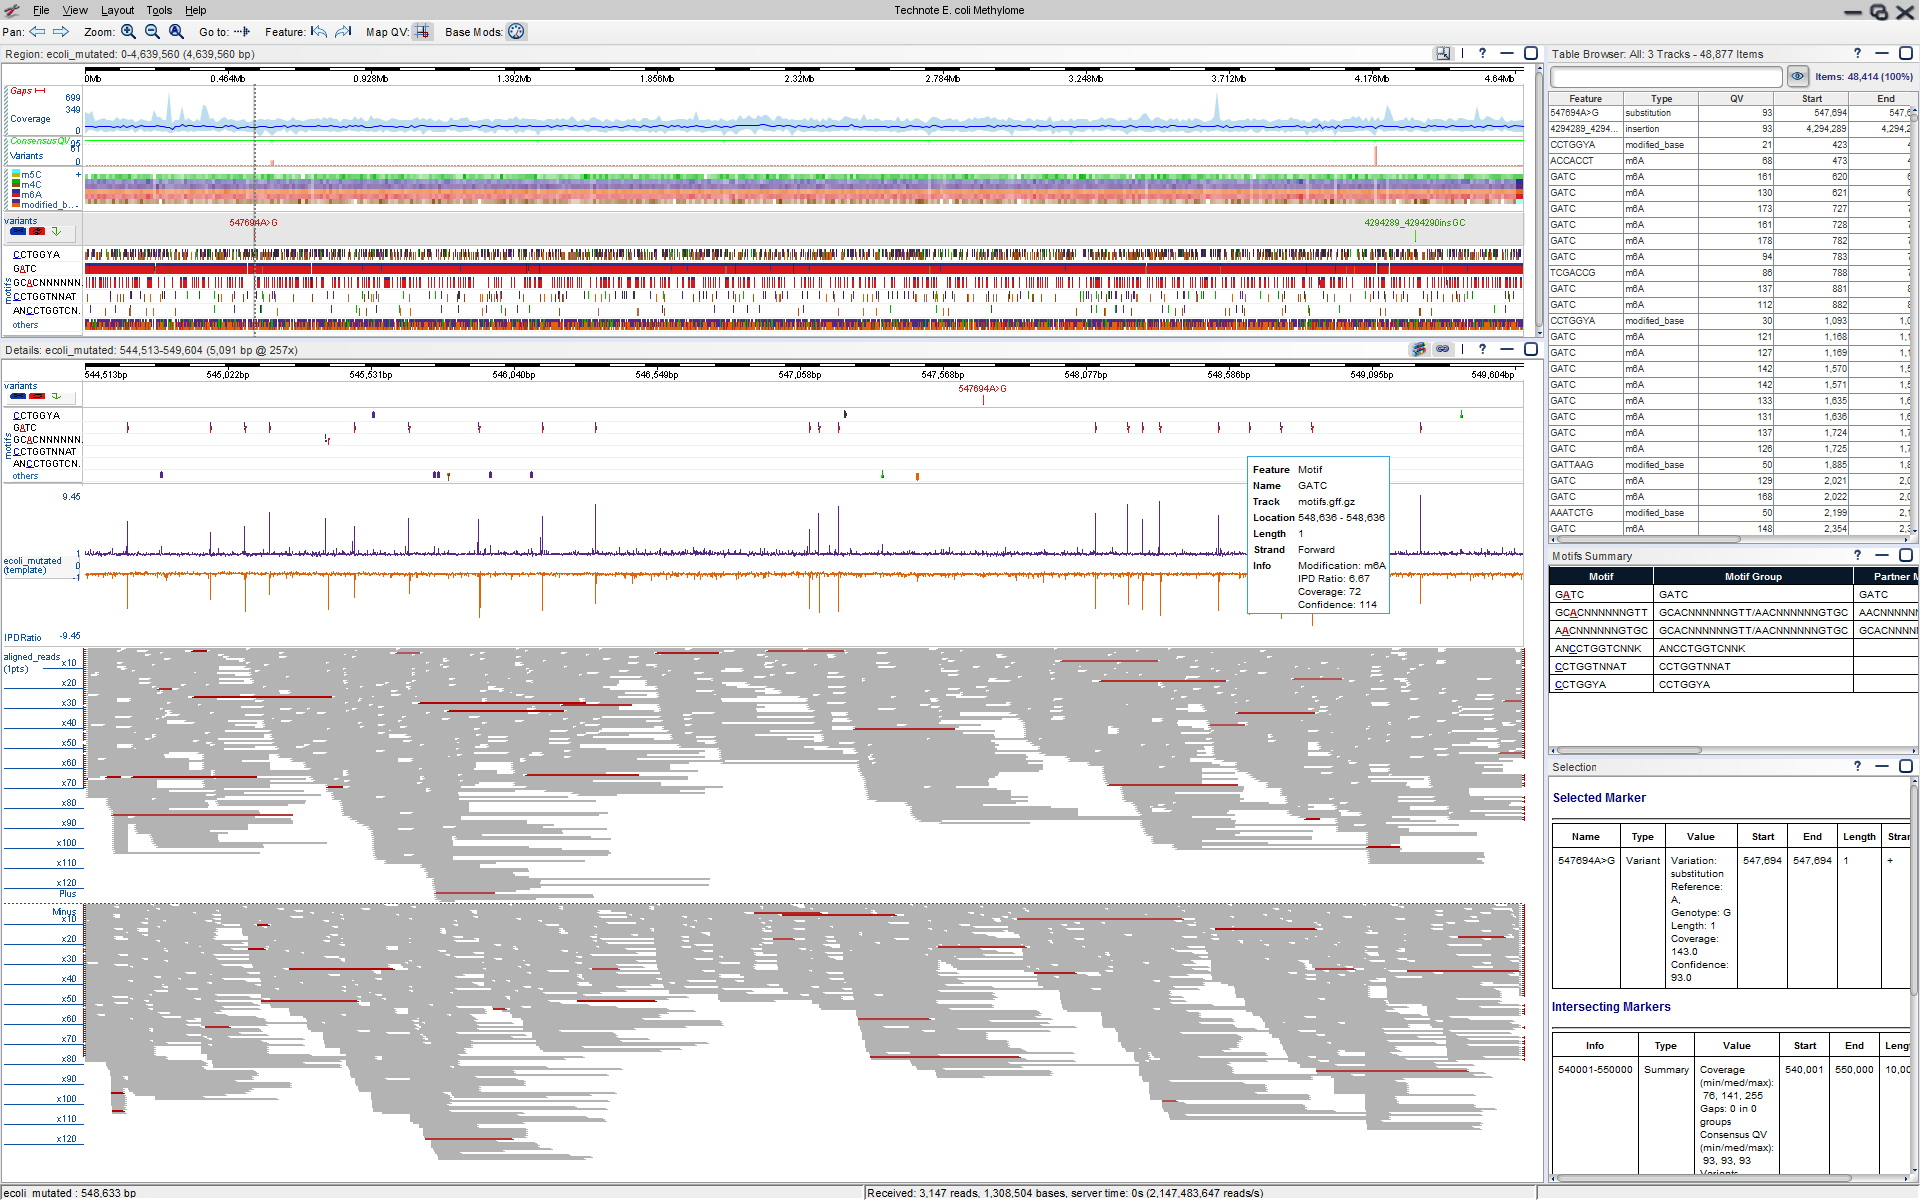 File View Layout Tools Help
Technote E. coli Methylome
Pan: Zoom: Go to: Feature: Map QV: Base Mods:
Region: ecoli_mutated: 0-4,639,560 (4,639,560 bp)
0Mb 0.464Mb 0.928Mb 1.392Mb 1.856Mb 2.32Mb 2.784Mb 3.248Mb 3.712Mb 4.176Mb 4.64Mb
Gaps
699
349
Coverage
0
ConsensusQV
Variants
0
m5C +
m4C
m6A
modified_b... -
variants
547694A>G
4294289_4294290insGC
motifs
CCTGGYA
GATC
GCACNNNNNN.
CCTGGTNNAT
ANCCTGGTCN.
others
Details: ecoli_mutated: 544,513-549,604 (5,091 bp @ 257x)
544,513bp 545,022bp 545,531bp 546,040bp 546,549bp 547,058bp 547,568bp 548,077bp 548,586bp 549,095bp 549,604bp
variants
547694A>G
motifs
CCTGGYA
GATC
GCACNNNNNN.
CCTGGTNNAT
ANCCTGGTCN.
others
9.45
1
ecoli_mutated
0
(template)
-1
IPDRatio -9.45
Feature Motif
Name GATC
Track motifs.gff.gz
Location 548,636 - 548,636
Length 1
Strand Forward
Info Modification: m6A
IPD Ratio: 6.67
Coverage: 72
Confidence: 114
aligned_reads
(1pts)
x10
x20
x30
x40
x50
x60
x70
x80
x90
x100
x110
x120
Plus
Minus
x10
x20
x30
x40
x50
x60
x70
x80
x90
x100
x110
x120
ecoli_mutated : 548,633 bp
Received: 3,147 reads, 1,308,504 bases, server time: 0s (2,147,483,647 reads/s)
Table Browser: All: 3 Tracks - 48,877 Items
Items: 48,414 (100%)
Feature Type QV Start End
547694A>G substitution 93 547,694 547,6
4294289_4294... insertion 93 4,294,289 4,294,2
CCTGGYA modified_base 21 423
ACCACCT m6A 68 473
GATC m6A 161 620
GATC m6A 130 621
GATC m6A 173 727
GATC m6A 161 728
GATC m6A 178 782
GATC m6A 94 783
TCGACCG m6A 86 788
GATC m6A 137 881
GATC m6A 112 882
CCTGGYA modified_base 30 1,093 1,0
GATC m6A 121 1,168 1,1
GATC m6A 127 1,169 1,1
GATC m6A 142 1,570 1,5
GATC m6A 142 1,571 1,5
GATC m6A 133 1,635 1,6
GATC m6A 131 1,636 1,6
GATC m6A 137 1,724 1,7
GATC m6A 126 1,725 1,7
GATTAAG modified_base 50 1,885 1,8
GATC m6A 129 2,021 2,0
GATC m6A 168 2,022 2,0
AAATCTG modified_base 50 2,199 2,1
GATC m6A 148 2,354 2,3
Motifs Summary
Motif Motif Group Partner M
GATC GATC GATC
GCACNNNNNNGTT GCACNNNNNNGTT/AACNNNNNNGTGC AACNNNNN
AACNNNNNNGTGC GCACNNNNNNGTT/AACNNNNNNGTGC GCACNNNN
ANCCTGGTCNNK ANCCTGGTCNNK
CCTGGTNNAT CCTGGTNNAT
CCTGGYA CCTGGYA
Selection
Selected Marker
Name Type Value Start End Length Stran
547694A>G Variant Variation: 547,694 547,694 1 +
substitution
Reference:
A,
Genotype: G
Length: 1
Coverage:
143.0
Confidence:
93.0
Intersecting Markers
Info Type Value Start End Leng
540001-550000 Summary Coverage 540,001 550,000 10,00
(min/med/max):
76, 141, 255
Gaps: 0 in 0
groups
Consensus QV
(min/med/max):
93, 93, 93
Variants